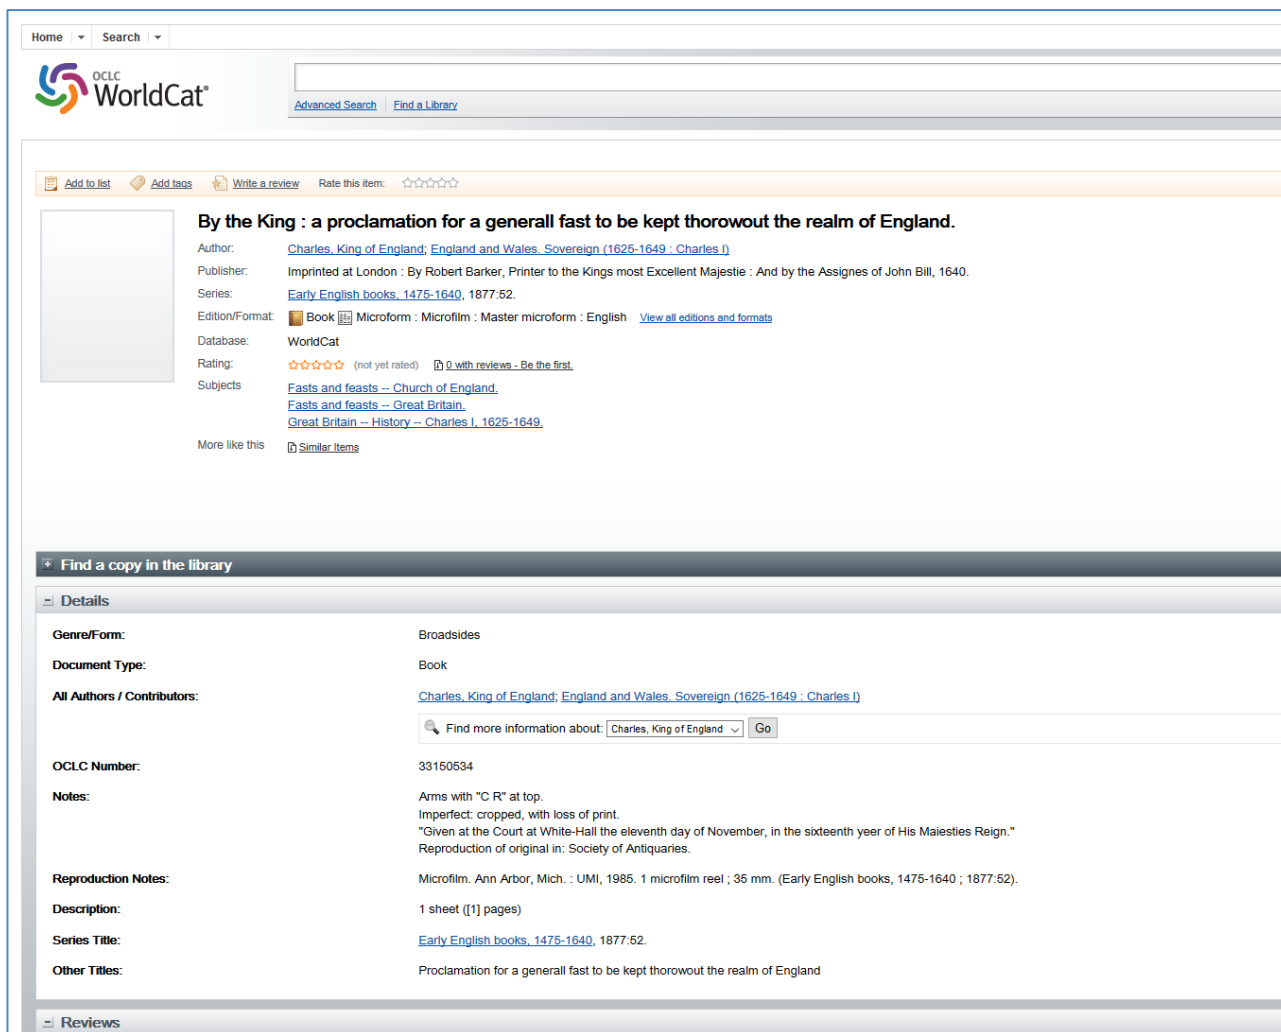 Home Search
OCLC
WorldCat®
Advanced Search Find a Library
Add to list Add tags Write a review Rate this item:
By the King : a proclamation for a generall fast to be kept thorowout the realm of England.
Author: Charles, King of England; England and Wales. Sovereign (1625-1649 : Charles I)
Publisher: Imprinted at London : By Robert Barker, Printer to the Kings most Excellent Majestie : And by the Assignes of John Bill, 1640.
Series: Early English books, 1475-1640, 1877:52.
Edition/Format: Book Microform : Microfilm : Master microform : English View all editions and formats
Database: WorldCat
Rating: (not yet rated) 0 with reviews - Be the first.
Subjects Fasts and feasts -- Church of England.
Fasts and feasts -- Great Britain.
Great Britain -- History -- Charles I, 1625-1649.
More like this Similar Items
Find a copy in the library
Details
Genre/Form: Broadsides
Document Type: Book
All Authors / Contributors: Charles, King of England; England and Wales. Sovereign (1625-1649 : Charles I)
Find more information about: Charles, King of England Go
OCLC Number: 33150534
Notes: Arms with "C R" at top.
Imperfect: cropped, with loss of print.
"Given at the Court at White-Hall the eleventh day of November, in the sixteenth yeer of His Maiesties Reign."
Reproduction of original in: Society of Antiquaries.
Reproduction Notes: Microfilm. Ann Arbor, Mich. : UMI, 1985. 1 microfilm reel ; 35 mm. (Early English books, 1475-1640 ; 1877:52).
Description: 1 sheet ([1] pages)
Series Title: Early English books, 1475-1640, 1877:52.
Other Titles: Proclamation for a generall fast to be kept thorowout the realm of England
Reviews